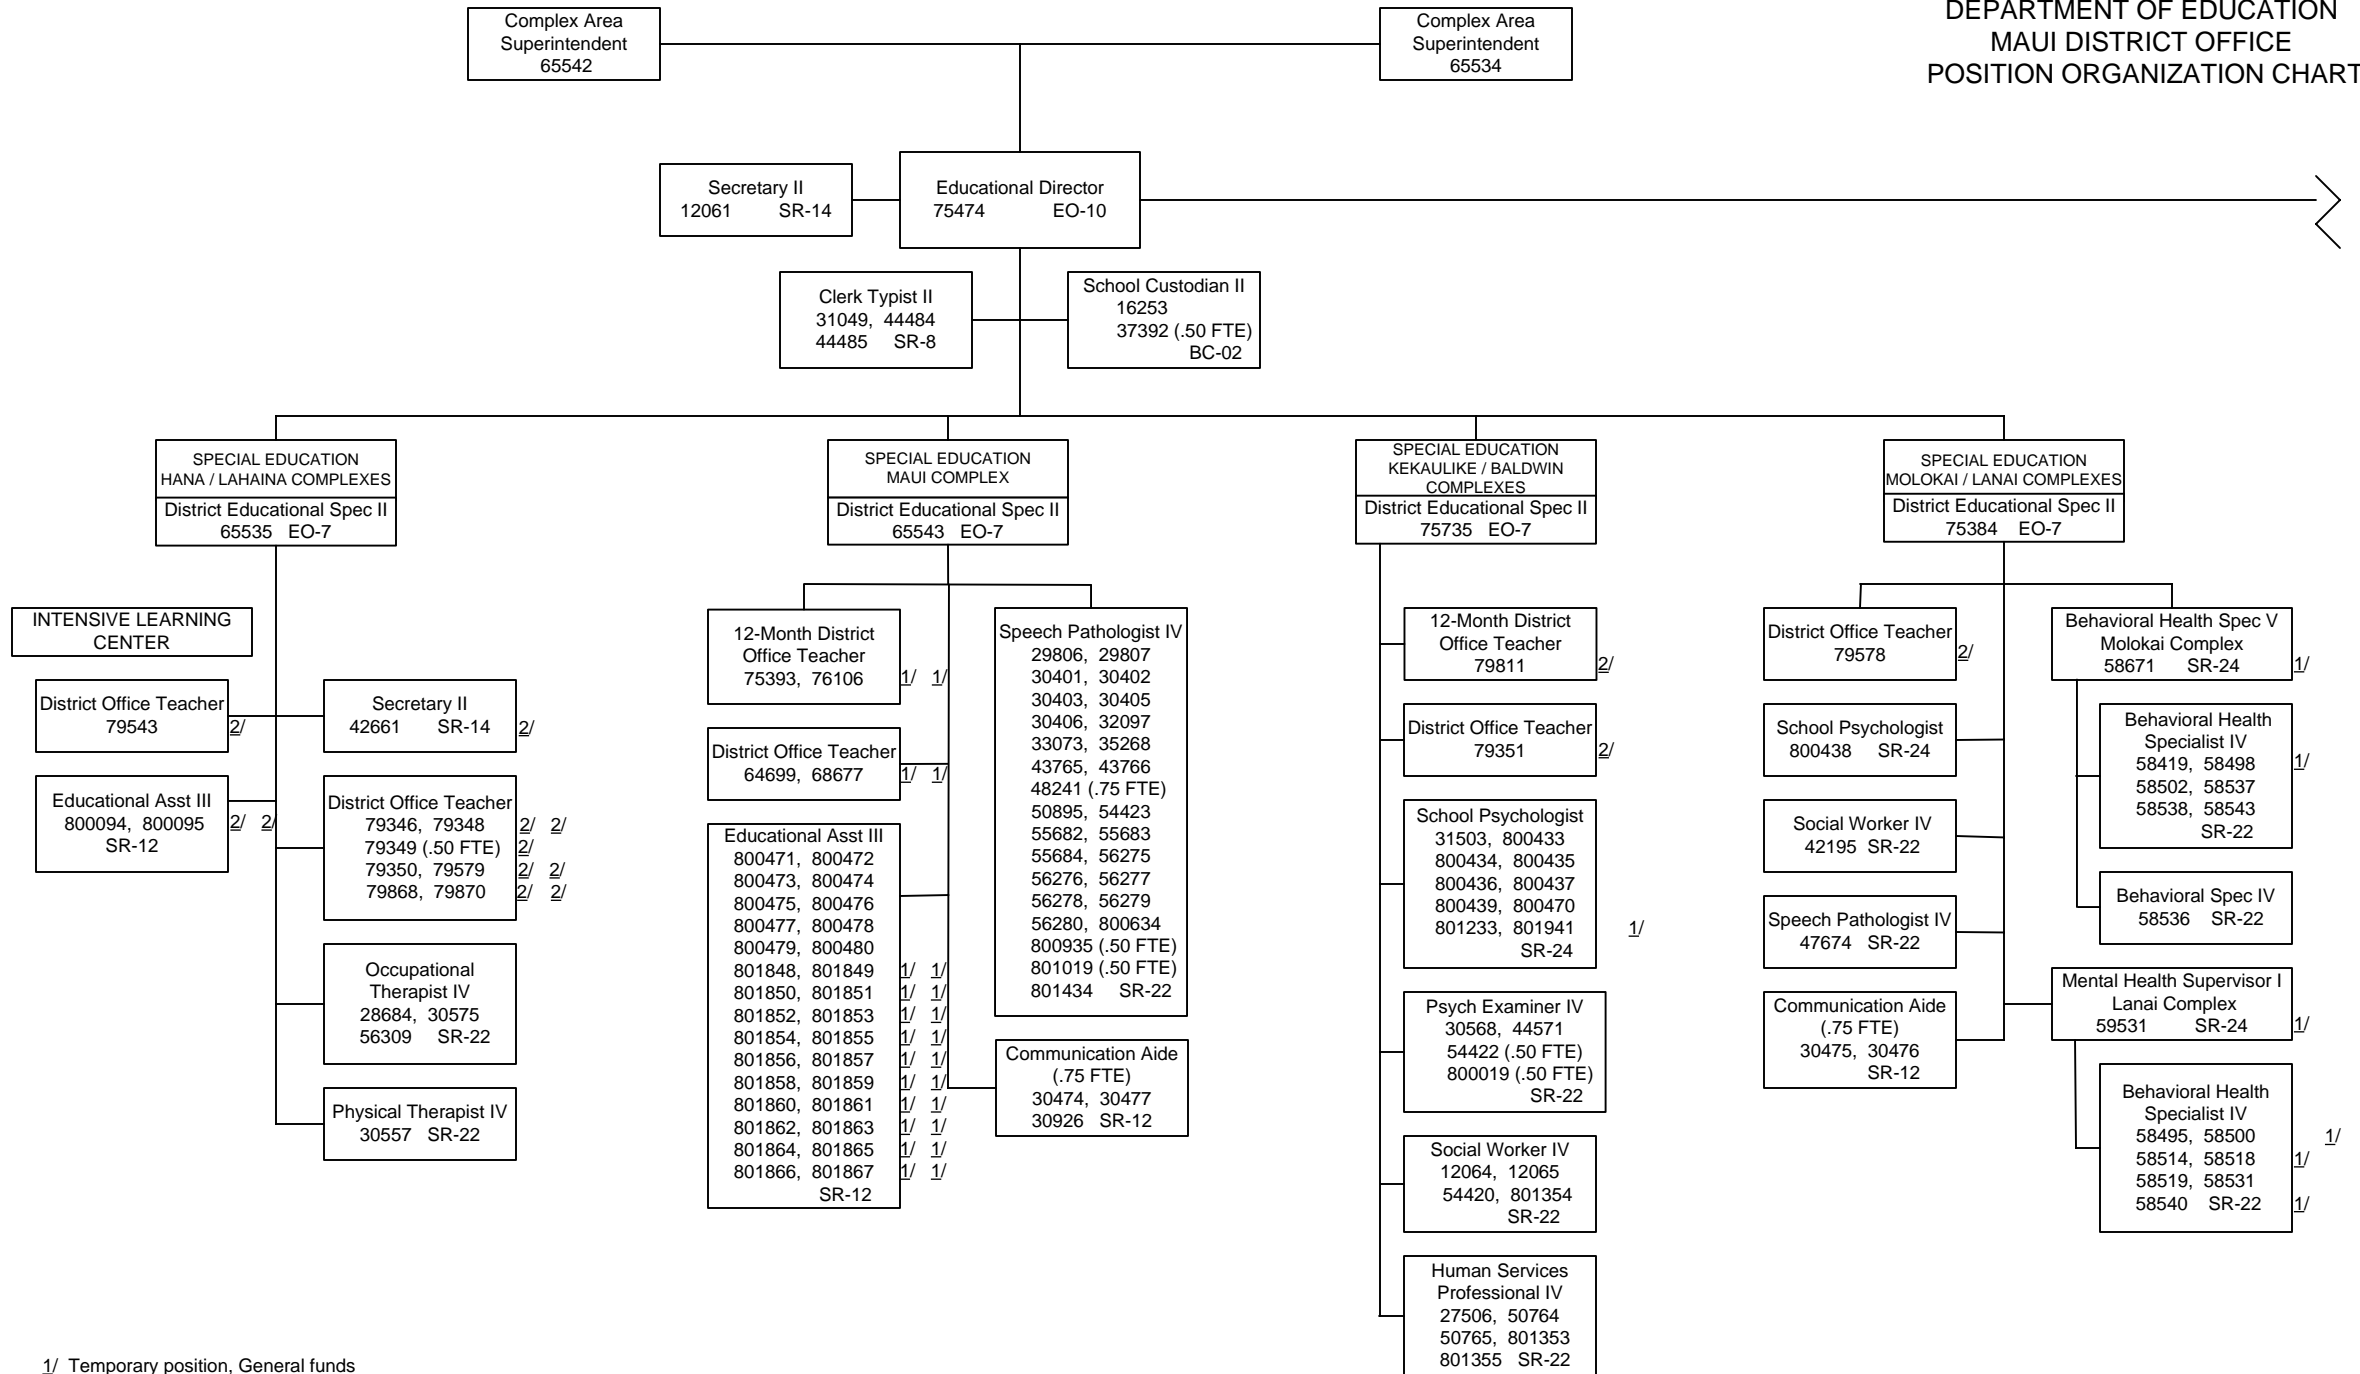 DEPARTMENT OF EDUCATION
MAUI DISTRICT OFFICE
POSITION ORGANIZATION CHART
Complex Area
Superintendent
65542
Complex Area
Superintendent
65534
Secretary II
12061 SR-14
Educational Director
75474 EO-10
Clerk Typist II
31049, 44484
44485 SR-8
School Custodian II
16253
37392 (.50 FTE)
BC-02
SPECIAL EDUCATION
HANA / LAHAINA COMPLEXES
District Educational Spec II
65535 EO-7
INTENSIVE LEARNING
CENTER
District Office Teacher
79543 2/
Educational Asst III
800094, 800095 2/ 2/
SR-12
Secretary II
42661 SR-14 2/
District Office Teacher
79346, 79348 2/ 2/
79349 (.50 FTE) 2/
79350, 79579 2/ 2/
79868, 79870 2/ 2/
Occupational
Therapist IV
28684, 30575
56309 SR-22
Physical Therapist IV
30557 SR-22
SPECIAL EDUCATION
MAUI COMPLEX
District Educational Spec II
65543 EO-7
12-Month District
Office Teacher
75393, 76106 1/ 1/
District Office Teacher
64699, 68677 1/ 1/
Educational Asst III
800471, 800472
800473, 800474
800475, 800476
800477, 800478
800479, 800480
801848, 801849 1/ 1/
801850, 801851 1/ 1/
801852, 801853 1/ 1/
801854, 801855 1/ 1/
801856, 801857 1/ 1/
801858, 801859 1/ 1/
801860, 801861 1/ 1/
801862, 801863 1/ 1/
801864, 801865 1/ 1/
801866, 801867 1/ 1/
SR-12
Speech Pathologist IV
29806, 29807
30401, 30402
30403, 30405
30406, 32097
33073, 35268
43765, 43766
48241 (.75 FTE)
50895, 54423
55682, 55683
55684, 56275
56276, 56277
56278, 56279
56280, 800634
800935 (.50 FTE)
801019 (.50 FTE)
801434 SR-22
Communication Aide
(.75 FTE)
30474, 30477
30926 SR-12
SPECIAL EDUCATION
KEKAULIKE / BALDWIN
COMPLEXES
District Educational Spec II
75735 EO-7
12-Month District
Office Teacher
79811 2/
District Office Teacher
79351 2/
School Psychologist
31503, 800433
800434, 800435
800436, 800437
800439, 800470
801233, 801941 1/
SR-24
Psych Examiner IV
30568, 44571
54422 (.50 FTE)
800019 (.50 FTE)
SR-22
Social Worker IV
12064, 12065
54420, 801354
SR-22
Human Services
Professional IV
27506, 50764
50765, 801353
801355 SR-22
SPECIAL EDUCATION
MOLOKAI / LANAI COMPLEXES
District Educational Spec II
75384 EO-7
District Office Teacher
79578 2/
School Psychologist
800438 SR-24
Social Worker IV
42195 SR-22
Speech Pathologist IV
47674 SR-22
Communication Aide
(.75 FTE)
30475, 30476
SR-12
Behavioral Health Spec V
Molokai Complex
58671 SR-24 1/
Behavioral Health
Specialist IV
58419, 58498 1/
58502, 58537
58538, 58543
SR-22
Behavioral Spec IV
58536 SR-22
Mental Health Supervisor I
Lanai Complex
59531 SR-24 1/
Behavioral Health
Specialist IV
58495, 58500 1/
58514, 58518 1/
58519, 58531
58540 SR-22 1/
1/ Temporary position, General funds